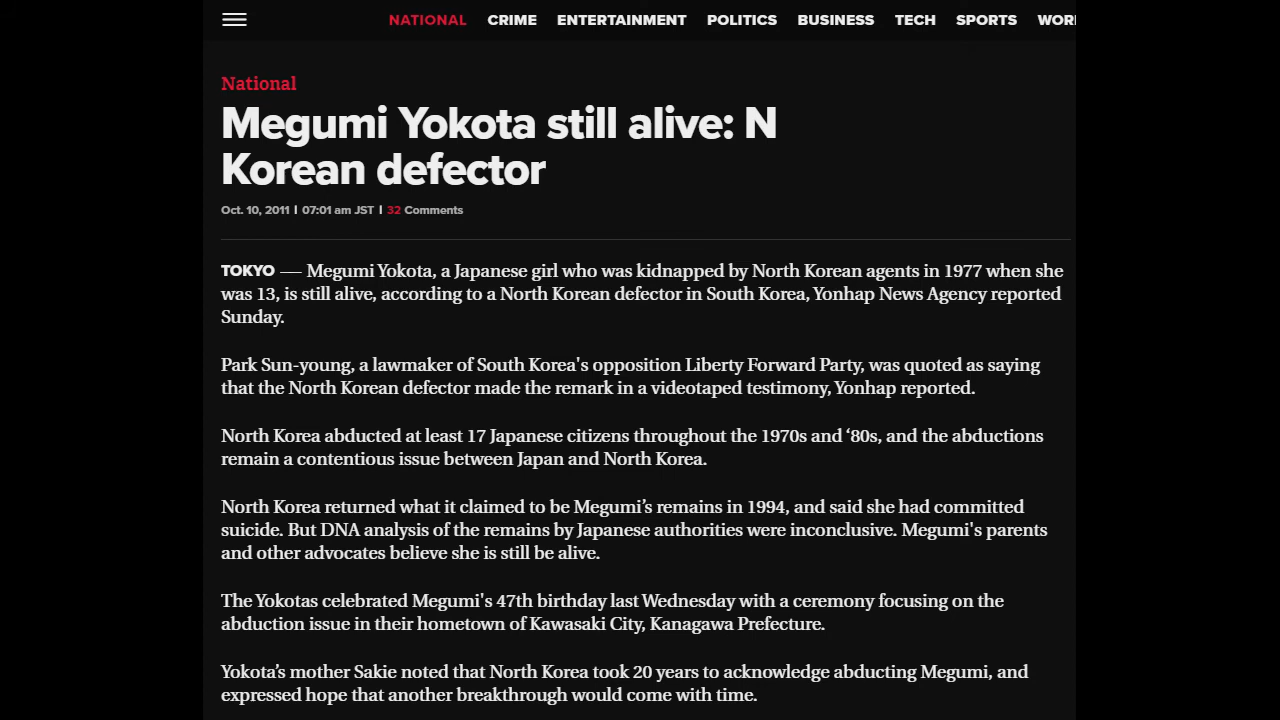 NATIONAL CRIME ENTERTAINMENT POLITICS BUSINESS TECH SPORTS WOR
National
Megumi Yokota still alive: N
Korean defector
Oct. 10, 2011 | 07:01 am JST | 32 Comments
TOKYO — Megumi Yokota, a Japanese girl who was kidnapped by North Korean agents in 1977 when she
was 13, is still alive, according to a North Korean defector in South Korea, Yonhap News Agency reported
Sunday.
Park Sun-young, a lawmaker of South Korea's opposition Liberty Forward Party, was quoted as saying
that the North Korean defector made the remark in a videotaped testimony, Yonhap reported.
North Korea abducted at least 17 Japanese citizens throughout the 1970s and ‘80s, and the abductions
remain a contentious issue between Japan and North Korea.
North Korea returned what it claimed to be Megumi’s remains in 1994, and said she had committed
suicide. But DNA analysis of the remains by Japanese authorities were inconclusive. Megumi's parents
and other advocates believe she is still be alive.
The Yokotas celebrated Megumi's 47th birthday last Wednesday with a ceremony focusing on the
abduction issue in their hometown of Kawasaki City, Kanagawa Prefecture.
Yokota’s mother Sakie noted that North Korea took 20 years to acknowledge abducting Megumi, and
expressed hope that another breakthrough would come with time.